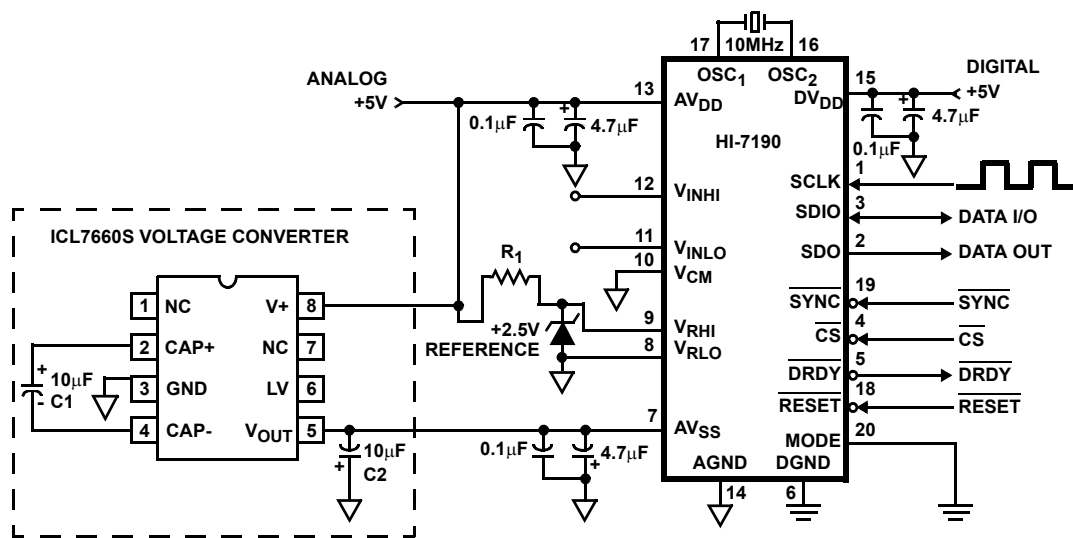 17 10MHz 16
OSC1 OSC2
ANALOG
+5V
13
AVDD
15
DVDD
DIGITAL
+5V
0.1μF
+
4.7μF
HI-7190
0.1μF
+
4.7μF
12
VINHI
11
VINLO
10
VCM
1
SCLK
3
SDIO
DATA I/O
2
SDO
DATA OUT
19
SYNC
SYNC
4
CS
CS
5
DRDY
DRDY
18
RESET
RESET
20
MODE
R1
+2.5V
REFERENCE
9
VRHI
8
VRLO
7
AVSS
AGND DGND
14 6
ICL7660S VOLTAGE CONVERTER
1 NC V+ 8
2 CAP+ NC 7
3 GND LV 6
4 CAP- VOUT 5
+
10μF
- C1
10μF
+
C2
0.1μF
4.7μF
+